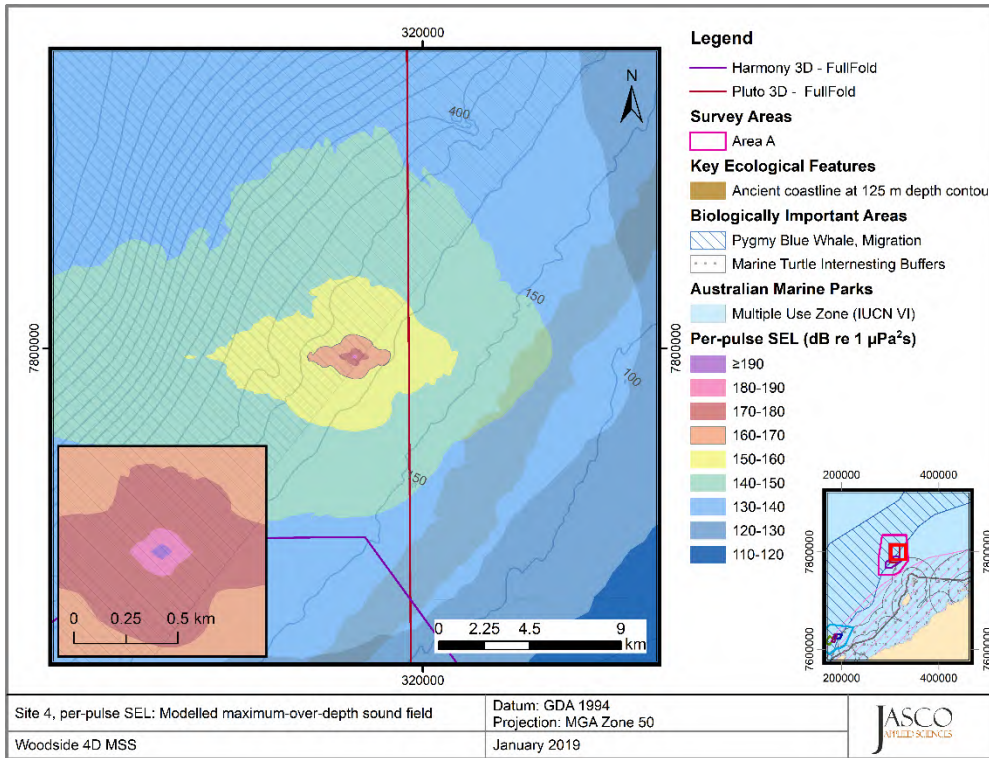 320000
7800000
400
150
150
100
N
0 0.25 0.5 km
0 2.25 4.5 9
km
320000
7800000
Legend
Harmony 3D - FullFold
Pluto 3D - FullFold
Survey Areas
Area A
Key Ecological Features
Ancient coastline at 125 m depth contour
Biologically Important Areas
Pygmy Blue Whale, Migration
Marine Turtle Internesting Buffers
Australian Marine Parks
Multiple Use Zone (IUCN VI)
Per-pulse SEL (dB re 1 µPa²s)
≥190
180-190
170-180
160-170
150-160
140-150
130-140
120-130
110-120
200000 400000
7800000 7800000
7600000 7600000
200000 400000
Site 4, per-pulse SEL: Modelled maximum-over-depth sound field
Datum: GDA 1994
Projection: MGA Zone 50
Woodside 4D MSS
January 2019
JASCO
APPLIED SCIENCES